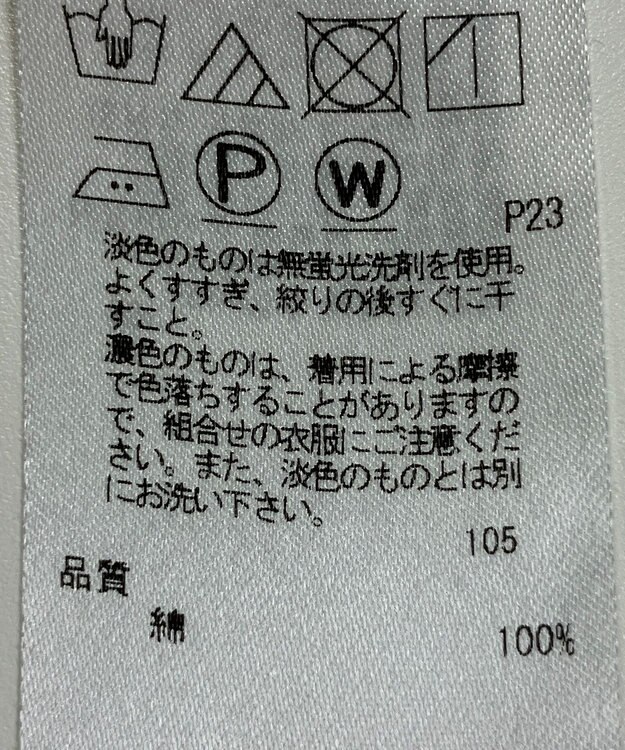 P
W
P23
淡色のものは無蛍光洗剤を使用。
よくすすぎ、絞りの後すぐに干
すこと。
濃色のものは、着用による摩擦
で色落ちすることがありますの
で、組合せの衣服にご注意くだ
さい。また、淡色のものとは別
にお洗い下さい。
105
品質
綿 100%